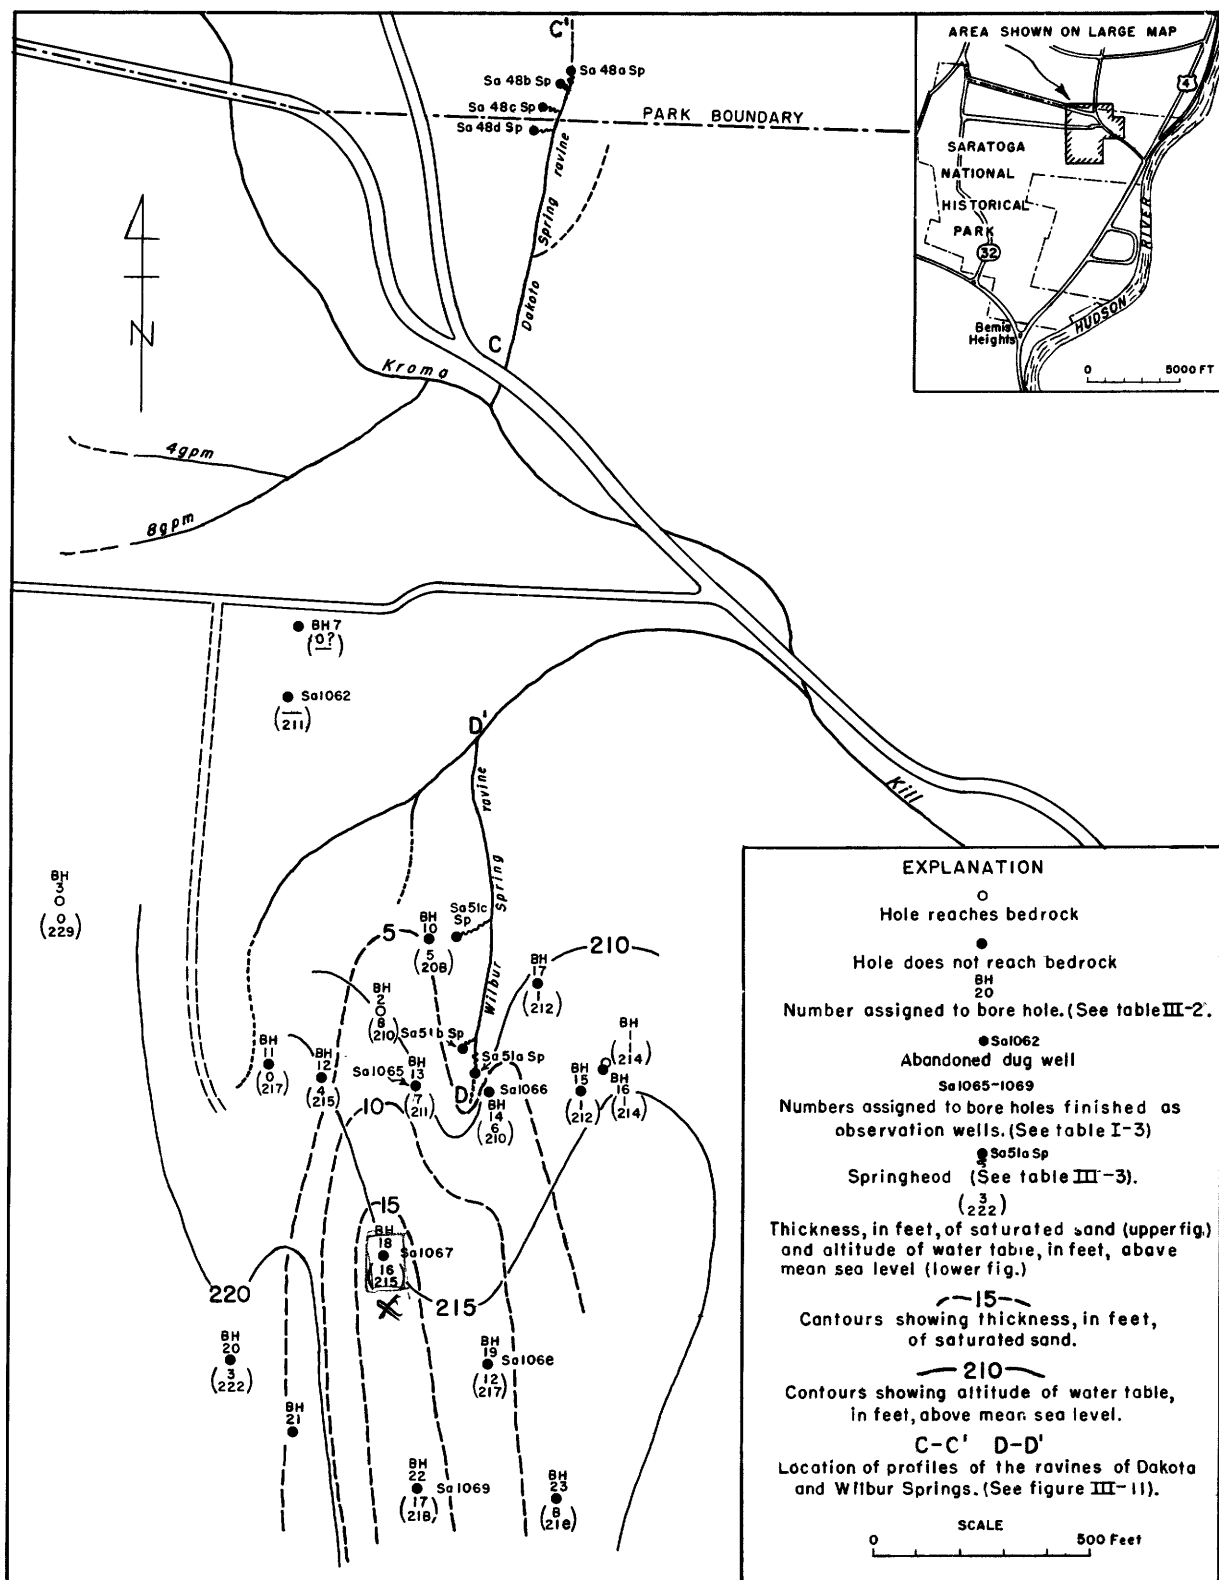 C'
Sa 48a Sp
Sa 48b Sp
Sa 48c Sp
Sa 48d Sp
PARK BOUNDARY
Dakota Spring ravine
N
C
Kroma
4gpm
8gpm
AREA SHOWN ON LARGE MAP
4
SARATOGA
NATIONAL
HISTORICAL
PARK
32
Bemis
Heights
HUDSON RIVER
0 5000 FT
BH 7
(0?)
Sa1062
(211)
D'
Kill
BH
3
0
(229)
5
BH
10
5
(208)
Sa51c
Sp
Wilbur Spring ravine
210
BH
17
1
(212)
BH
2
8
(210)
Sa51b Sp
Sa51a Sp
BH
1
1
(214)
BH
11
0
(217)
BH
12
4
(215)
Sa1065
BH
13
7
(211)
D
Sa1066
BH
14
6
(210)
BH
15
1
(212)
BH
16
1
(214)
10
15
BH
18
Sa1067
16
(215)
X
220
215
BH
20
3
(222)
BH
19
Sa106e
12
(217)
BH
21
BH
22
Sa1069
17
(218)
BH
23
8
(21e)
EXPLANATION
Hole reaches bedrock
Hole does not reach bedrock
BH
20
Number assigned to bore hole. (See table III-2.
Sa1062
Abandoned dug well
Sa1065-1069
Numbers assigned to bore holes finished as
observation wells. (See table I-3)
Sa51a Sp
Springhead (See table III-3).
(3
222)
Thickness, in feet, of saturated sand (upper fig.)
and altitude of water table, in feet, above
mean sea level (lower fig.)
15
Contours showing thickness, in feet,
of saturated sand.
210
Contours showing altitude of water table,
in feet, above mean sea level.
C-C' D-D'
Location of profiles of the ravines of Dakota
and Wilbur Springs. (See figure III-11).
SCALE
0 500 Feet